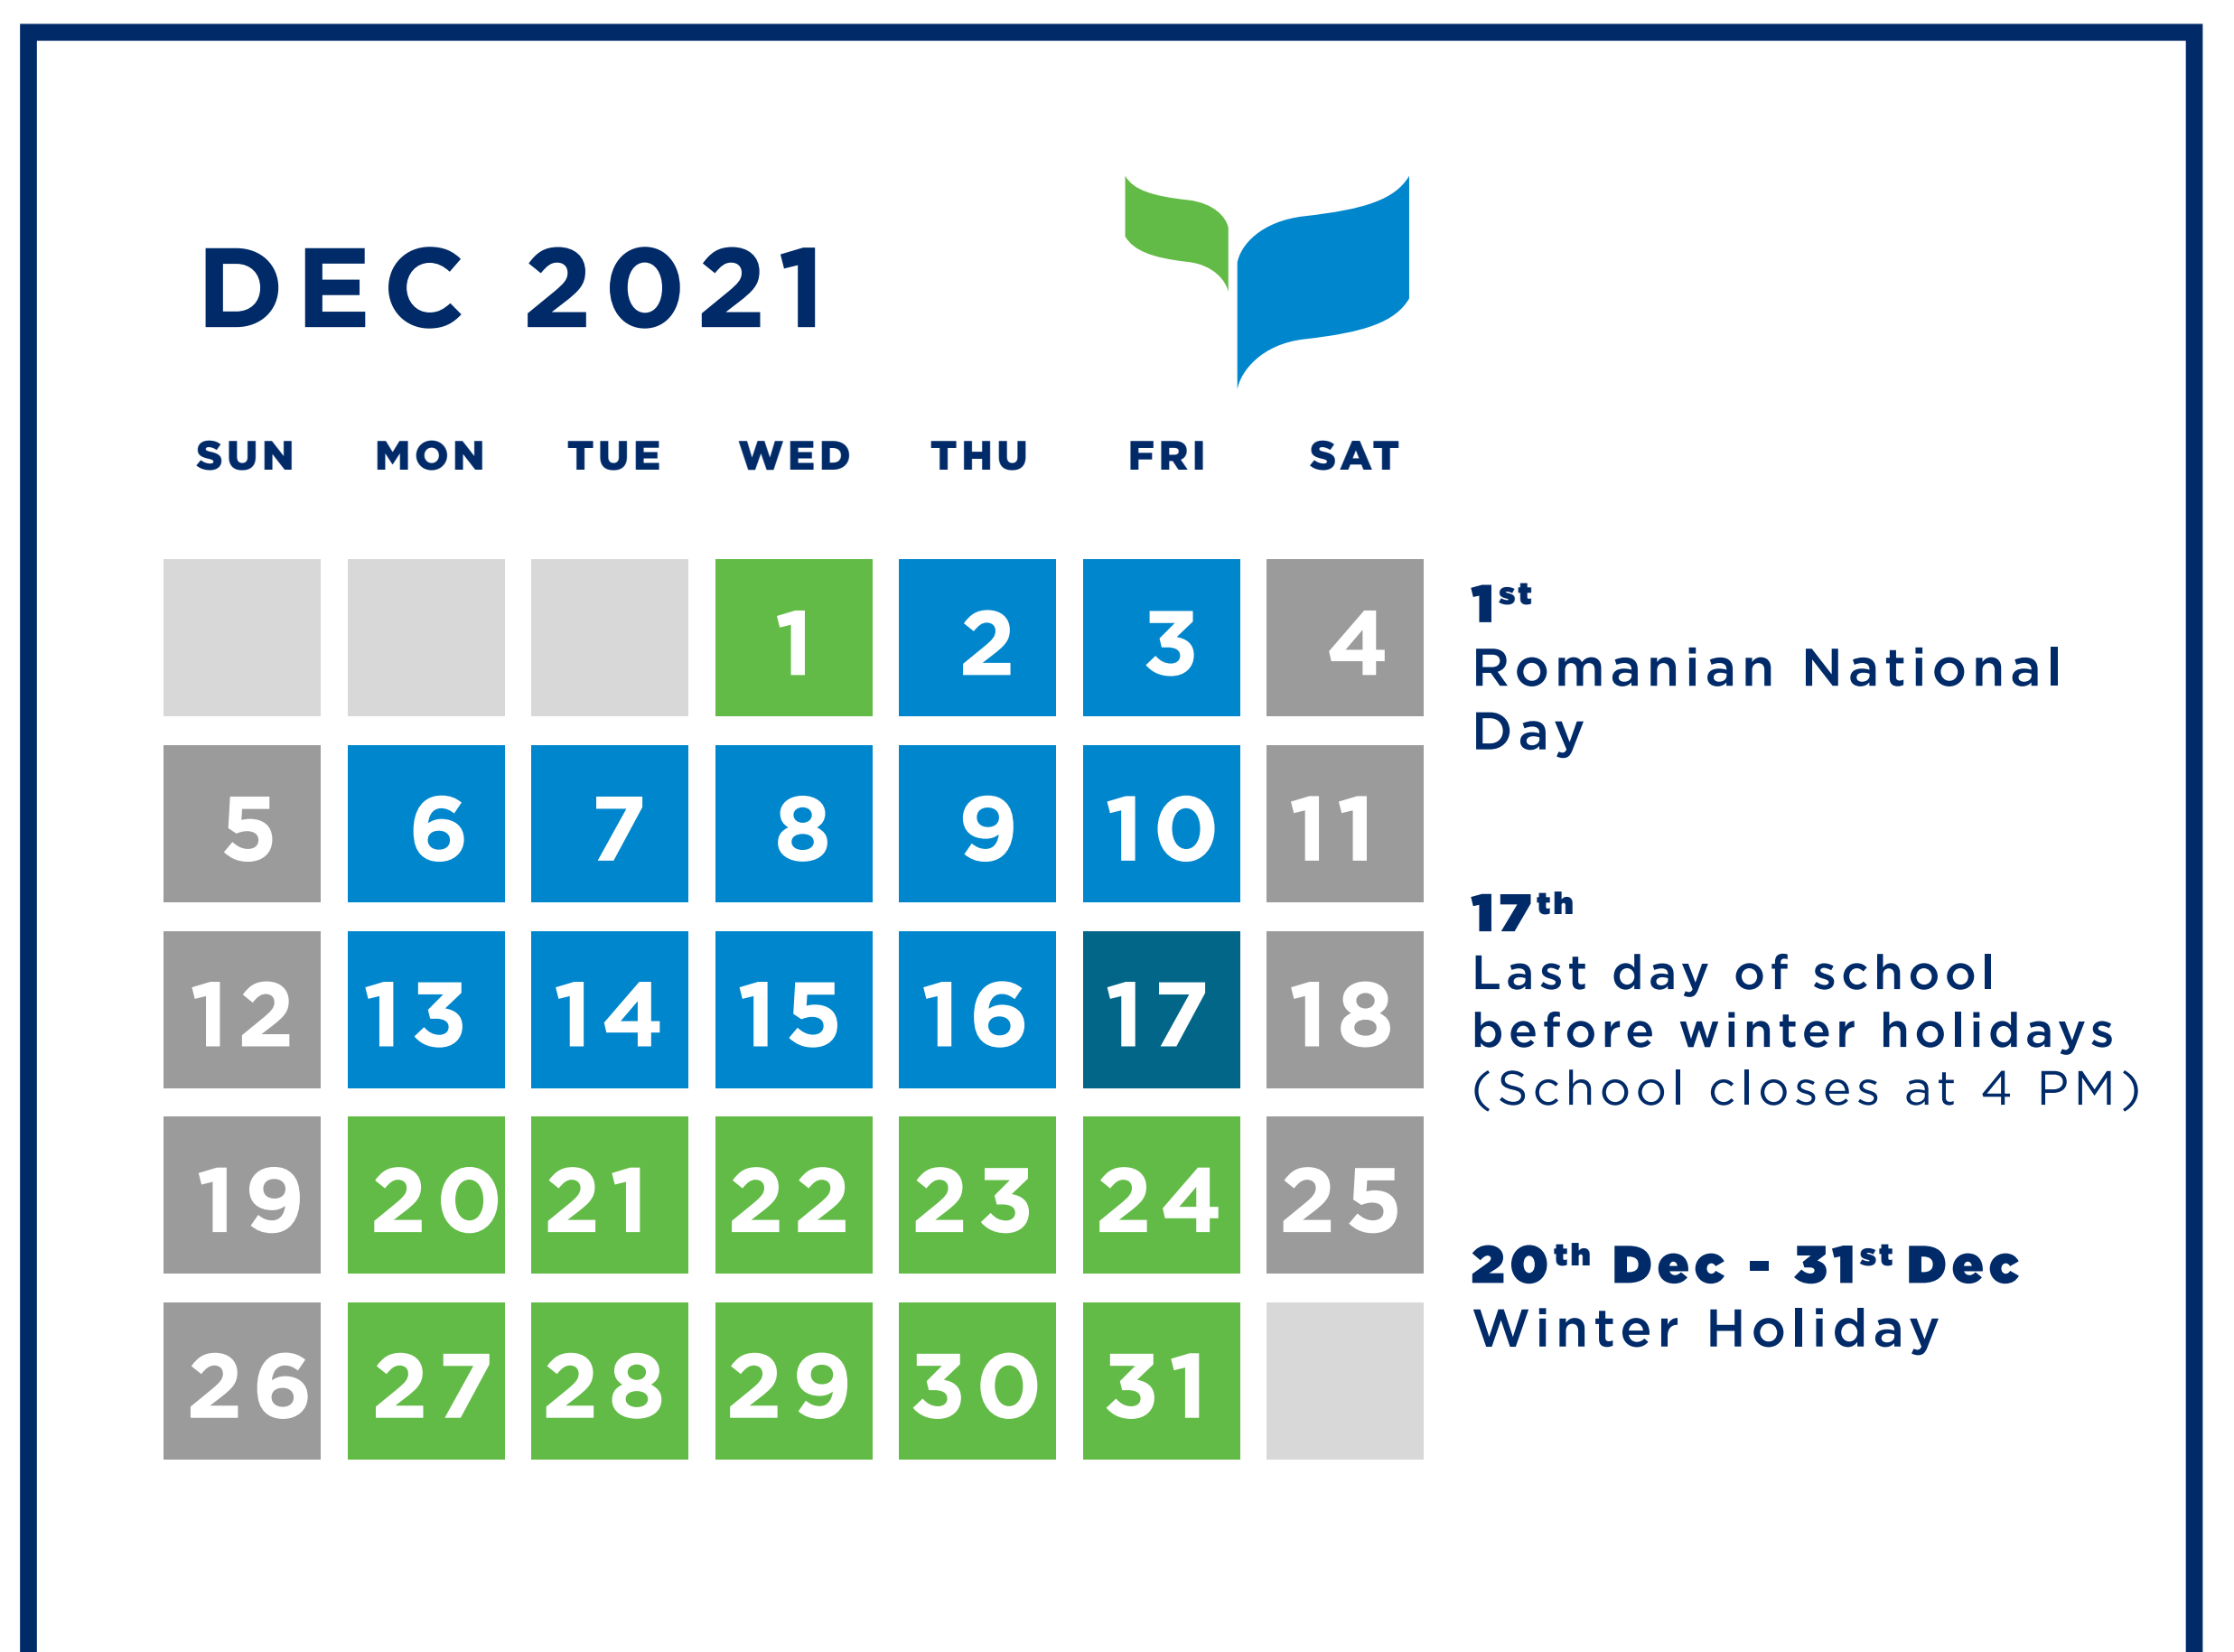 DEC 2021
SUN MON TUE WED THU FRI SAT
1 2 3 4
5 6 7 8 9 10 11
12 13 14 15 16 17 18
19 20 21 22 23 24 25
26 27 28 29 30 31
1st
Romanian National
Day
17th
Last day of school
before winter holidays
(School closes at 4 PM)
20th Dec - 31st Dec
Winter Holiday